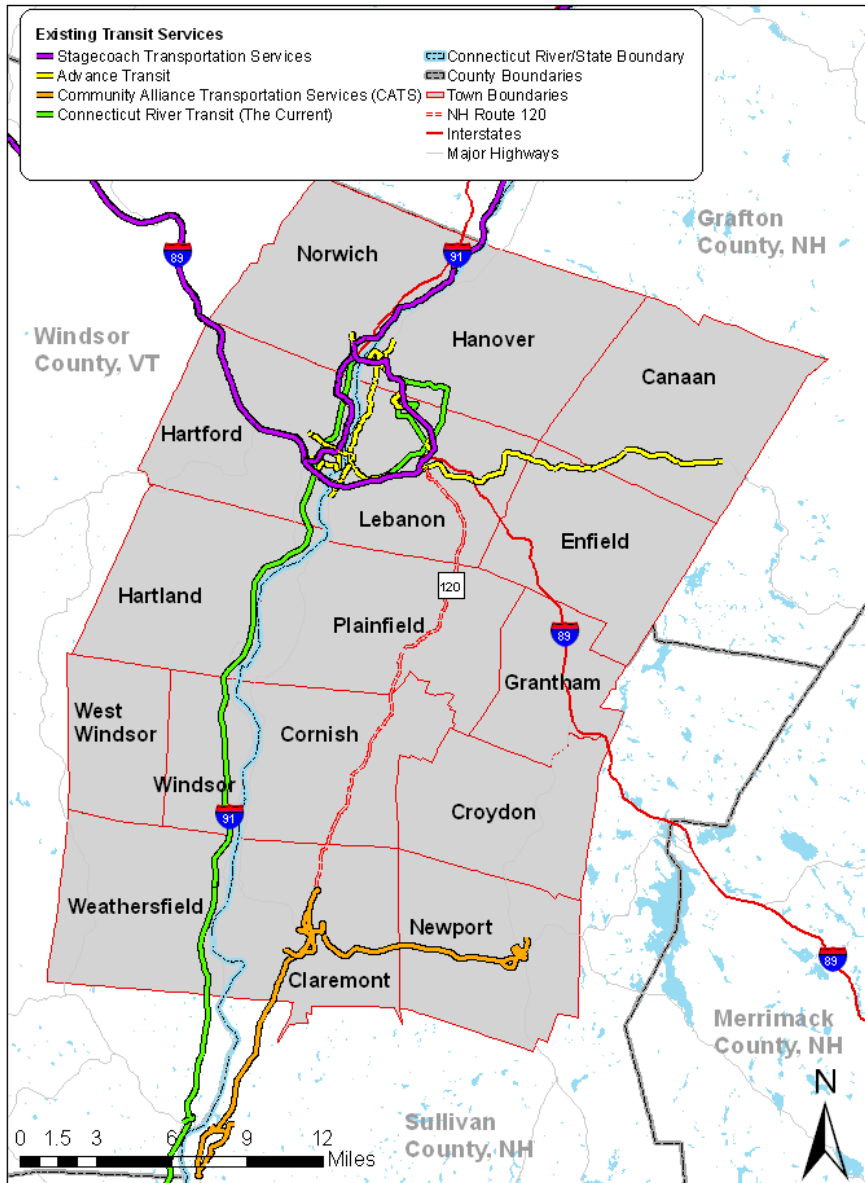 Existing Transit Services
Stagecoach Transportation Services
Advance Transit
Community Alliance Transportation Services (CATS)
Connecticut River Transit (The Current)
Connecticut River/State Boundary
County Boundaries
Town Boundaries
NH Route 120
Interstates
Major Highways
Grafton
County, NH
Norwich
89
91
Windsor
County, VT
Hanover
Canaan
Hartford
Lebanon
Enfield
Hartland
120
Plainfield
89
Grantham
West
Windsor
Cornish
Windsor
91
Croydon
Weathersfield
Newport
89
Claremont
Merrimack
County, NH
N
Sullivan
County, NH
0 1.5 3 6 9 12
Miles